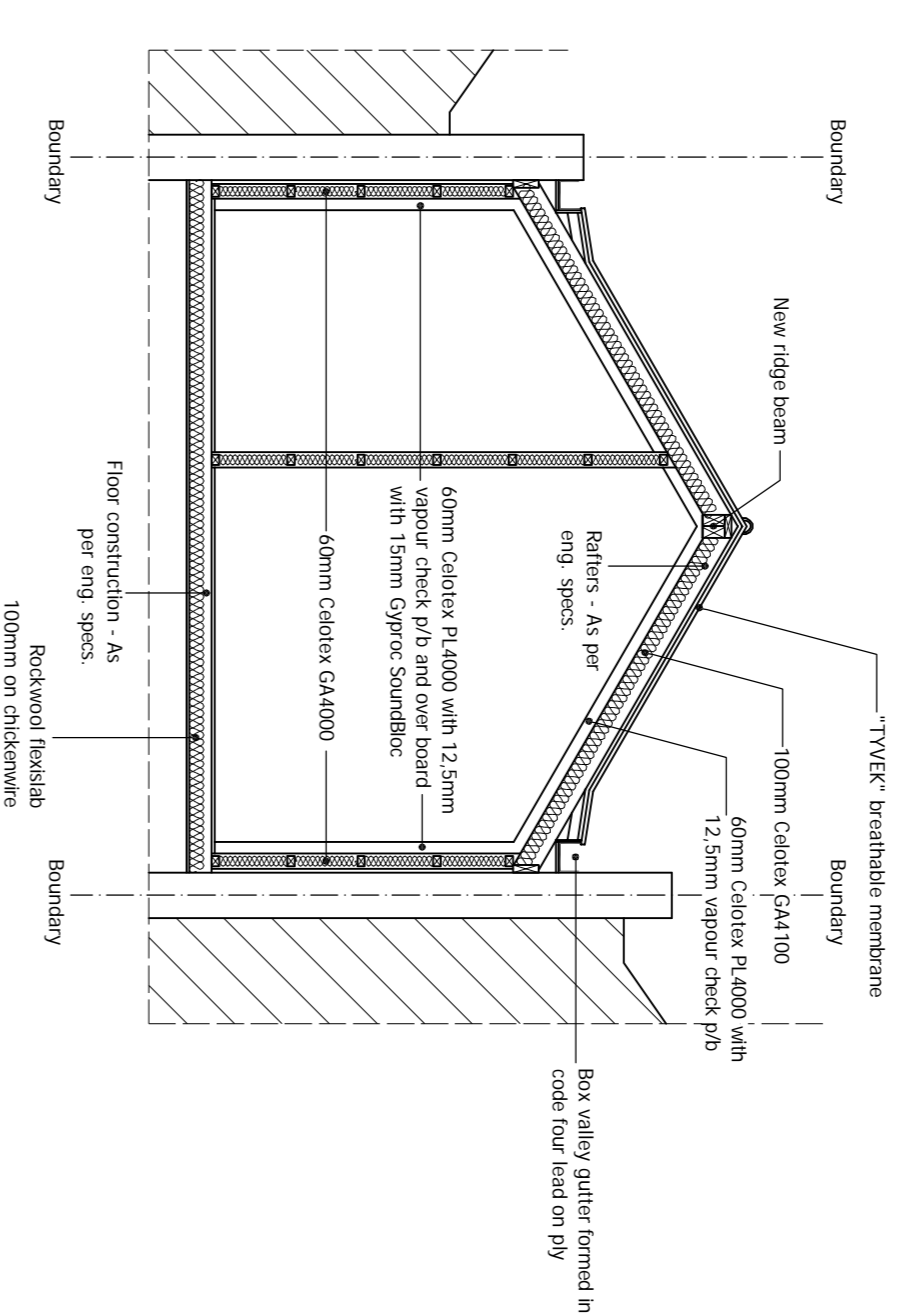 "TYVEK" breathable membrane
Boundary
Boundary
New ridge beam
100mm Celotex GA4100
60mm Celotex PL4000 with
12,5mm vapour check p/b
Rafters - As per
eng. specs.
Box valley gutter formed in
code four lead on ply
60mm Celotex PL4000 with 12,5mm
vapour check p/b and over board
with 15mm Gyproc SoundBloc
60mm Celotex GA4000
Floor construction - As
per eng. specs.
Boundary
Boundary
Rockwool flexislab
100mm on chickenwire